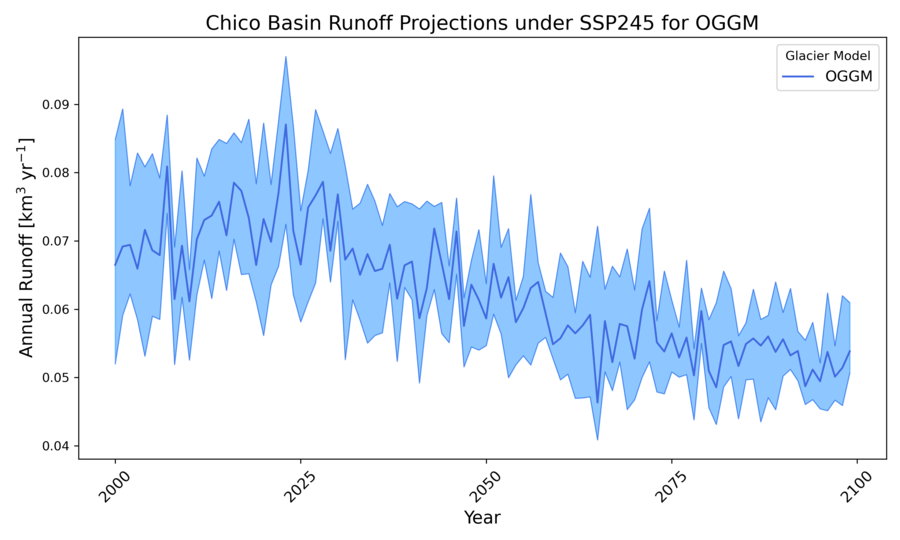 Chico Basin Runoff Projections under SSP245 for OGGM
Glacier Model
OGGM
0.09
0.08
0.07
0.06
0.05
0.04
Annual Runoff [km³ yr⁻¹]
2000
2025
2050
2075
2100
Year